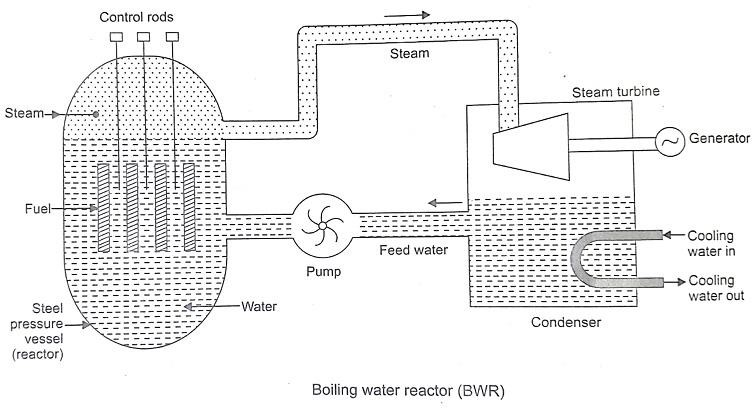 Control rods
Steam
Steam
Steam turbine
Generator
Fuel
Pump
Feed water
Cooling
water in
Cooling
water out
Water
Steel
pressure
vessel
(reactor)
Condenser
Boiling water reactor (BWR)